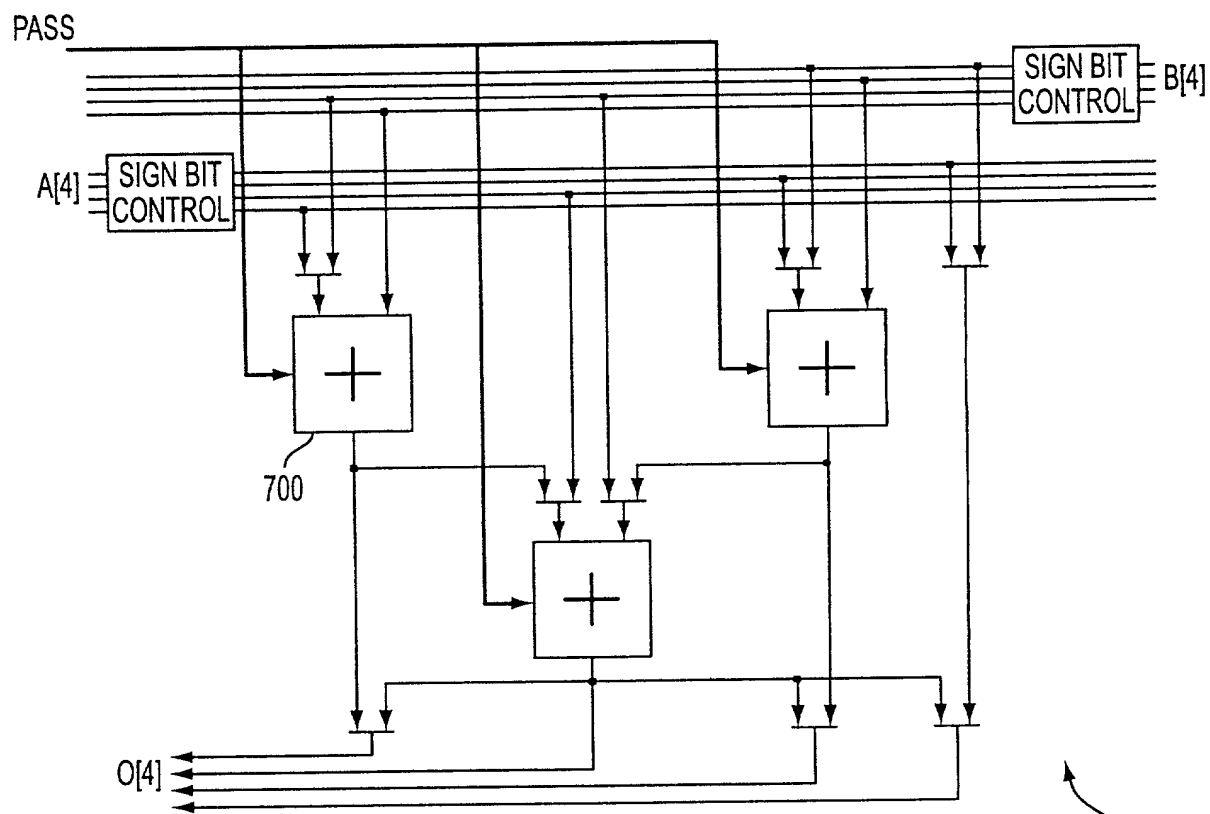 PASS
SIGN BIT
CONTROL
B[4]
A[4]
SIGN BIT
CONTROL
+
+
700
+
O[4]